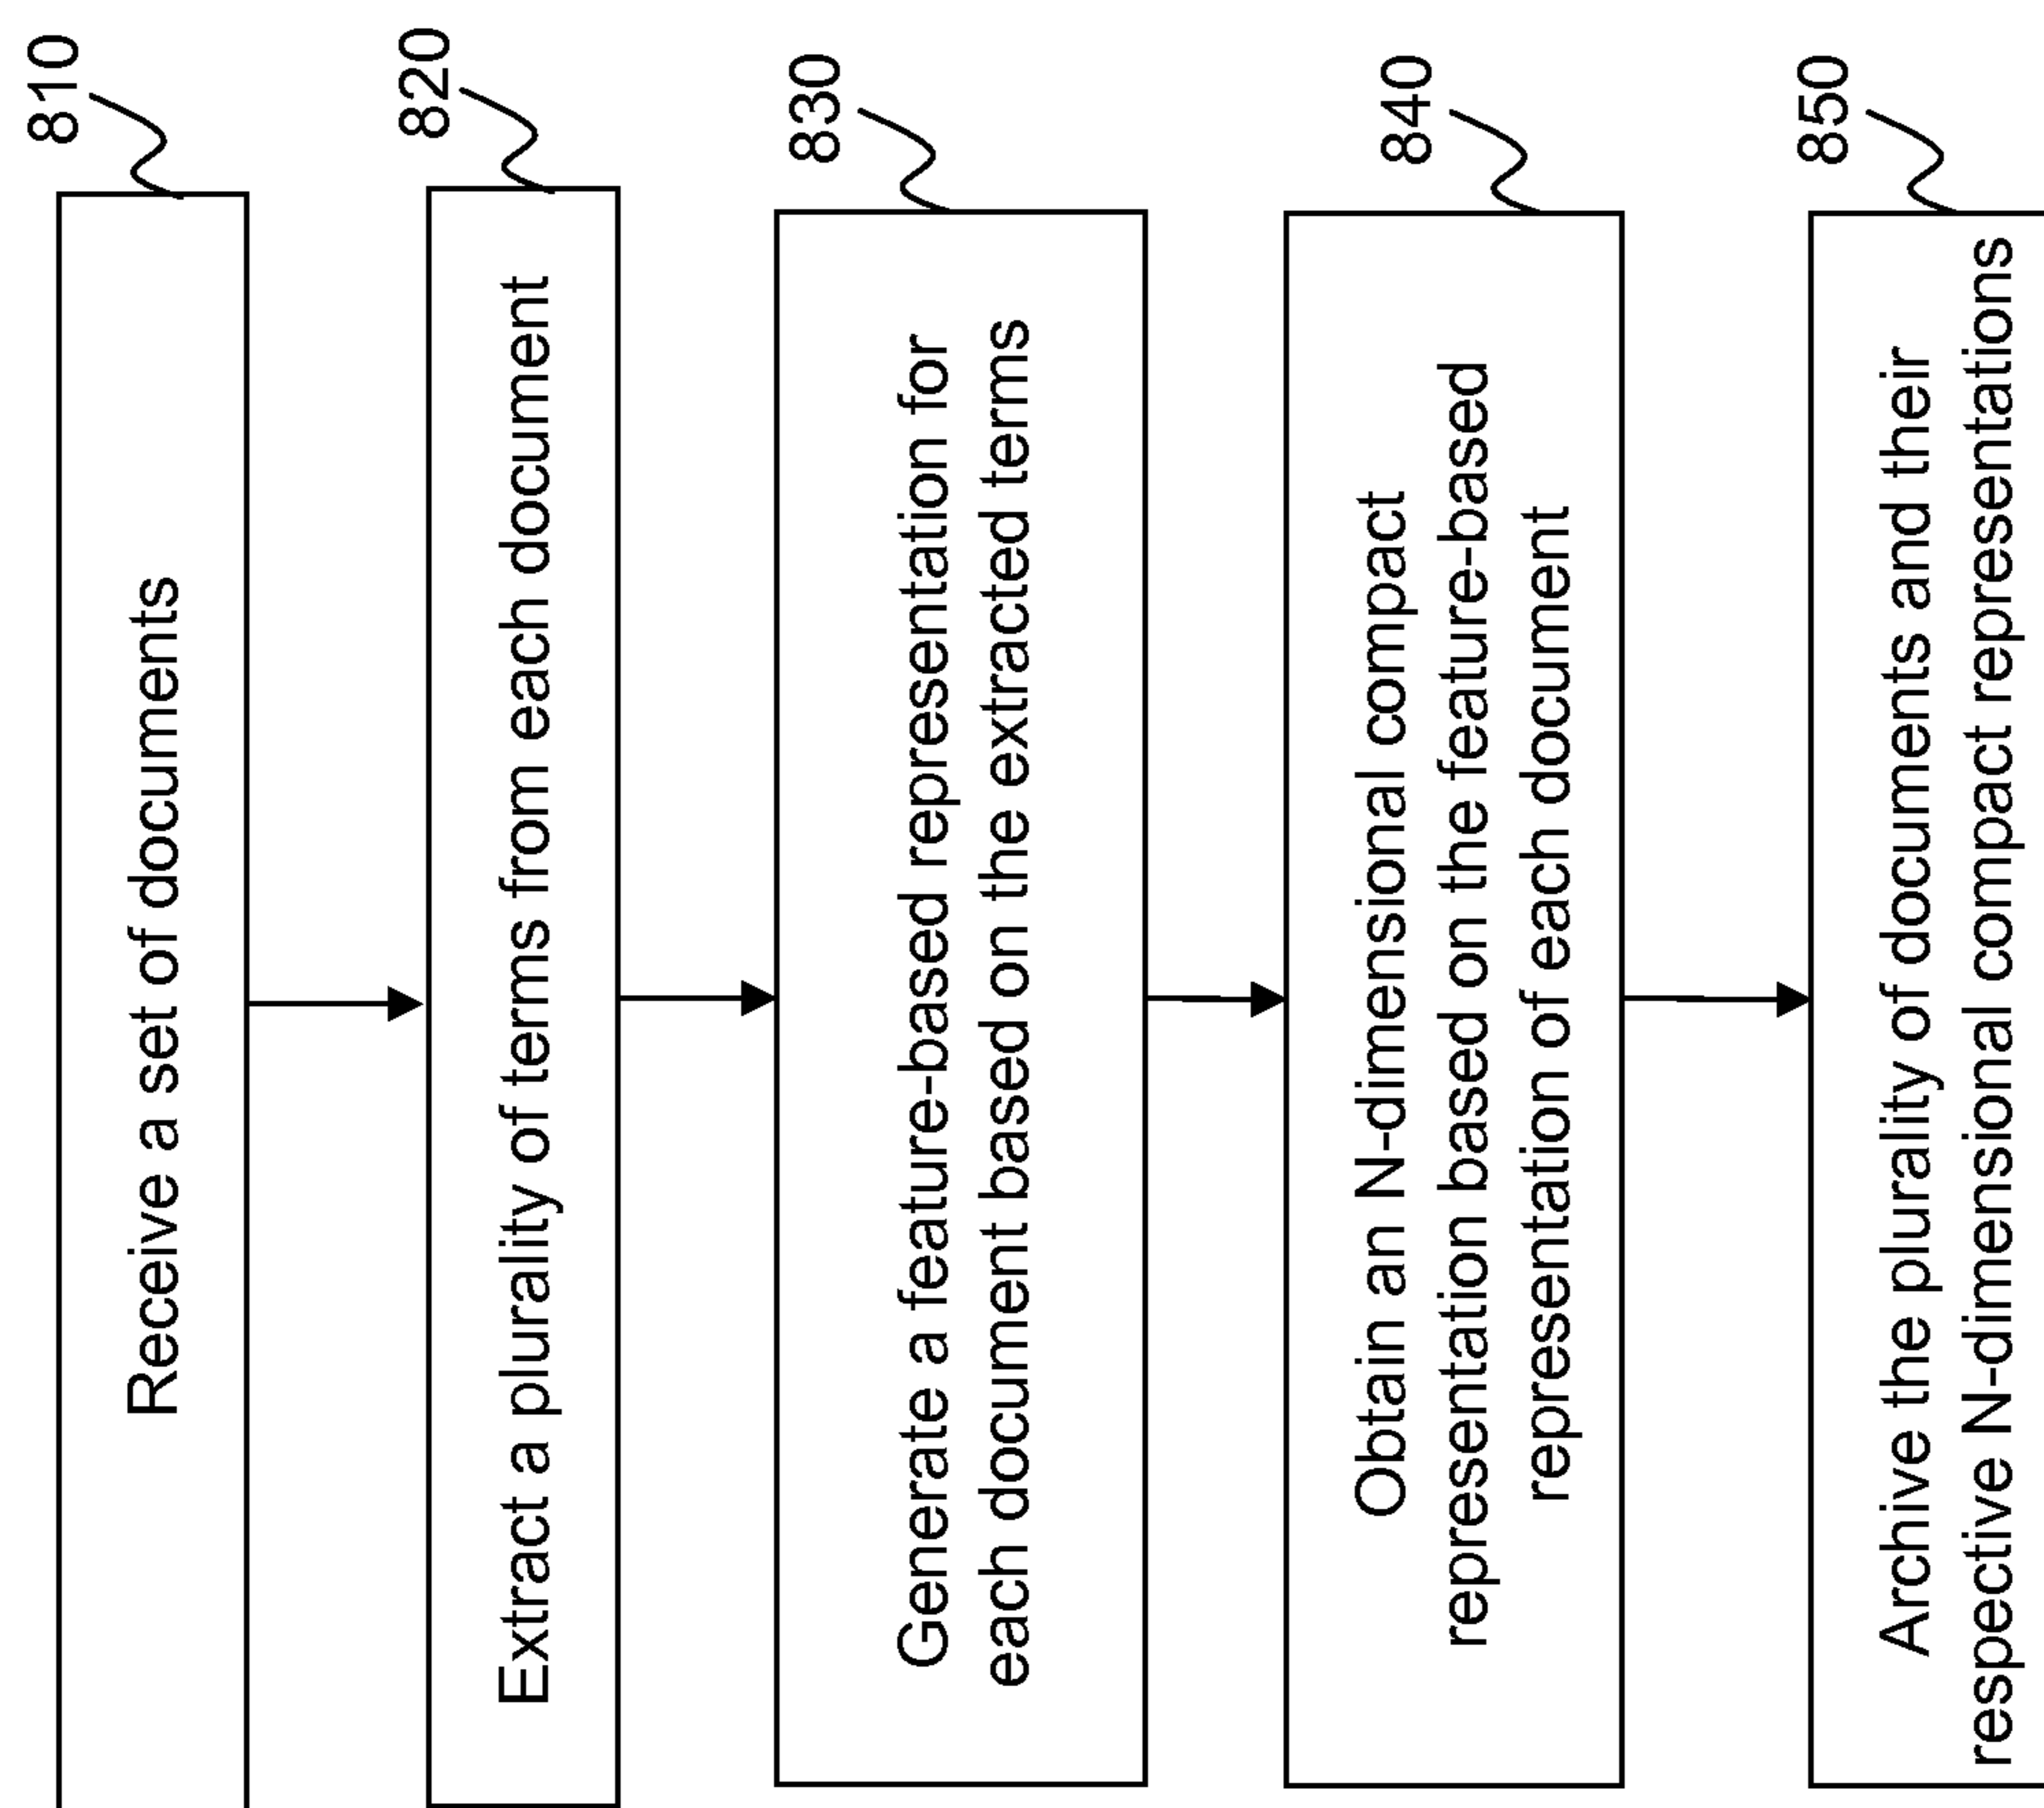 810
Receive a set of documents
820
Extract a plurality of terms from each document
830
Generate a feature-based representation for
each document based on the extracted terms
840
Obtain an N-dimensional compact
representation based on the feature-based
representation of each document
850
Archive the plurality of documents and their
respective N-dimensional compact representations